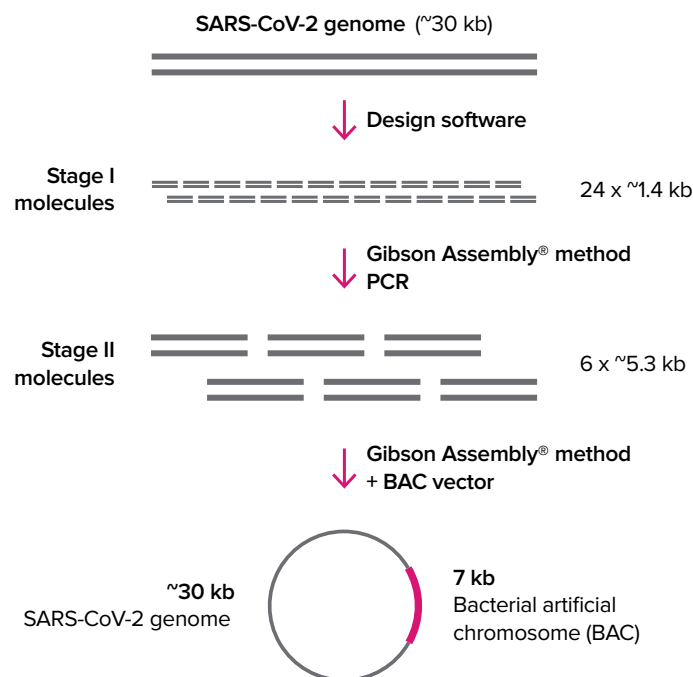 SARS-CoV-2 genome (~30 kb)
Design software
Stage I
molecules
24 x ~1.4 kb
Gibson Assembly® method
PCR
Stage II
molecules
6 x ~5.3 kb
Gibson Assembly® method
+ BAC vector
~30 kb
SARS-CoV-2 genome
7 kb
Bacterial artificial
chromosome (BAC)